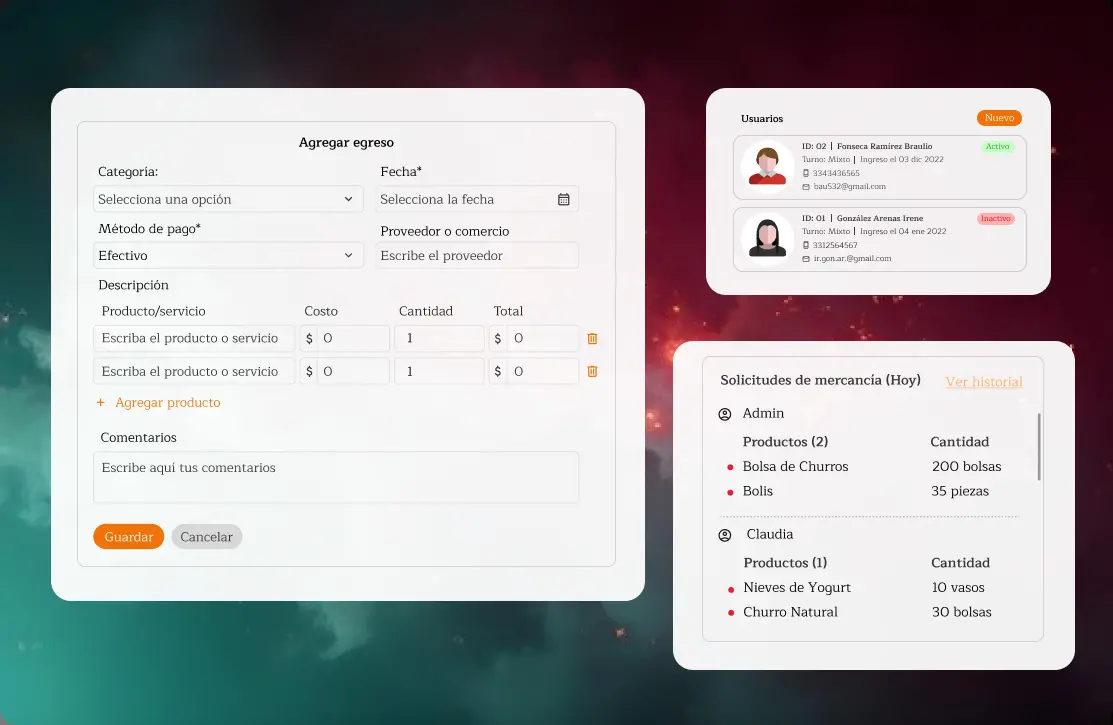 Agregar egreso
Categoría: Fecha*
Selecciona una opción Selecciona la fecha
Método de pago* Proveedor o comercio
Efectivo Escribe el proveedor
Descripción
Producto/servicio Costo Cantidad Total
Escriba el producto o servicio $ 0 1 $ 0
Escriba el producto o servicio $ 0 1 $ 0
+ Agregar producto
Comentarios
Escribe aquí tus comentarios
Guardar Cancelar
Usuarios Nuevo
ID: 02 | Fonseca Ramírez Braulio Activo
Turno: Mixto | Ingreso el 03 dic 2022
3343436565
bau532@gmail.com
ID: 01 | González Arenas Irene Inactivo
Turno: Mixto | Ingreso el 04 ene 2022
3312564567
ir.gon.ar.@gmail.com
Solicitudes de mercancía (Hoy) Ver historial
Admin
Productos (2) Cantidad
Bolsa de Churros 200 bolsas
Bolis 35 piezas
Claudia
Productos (1) Cantidad
Nieves de Yogurt 10 vasos
Churro Natural 30 bolsas